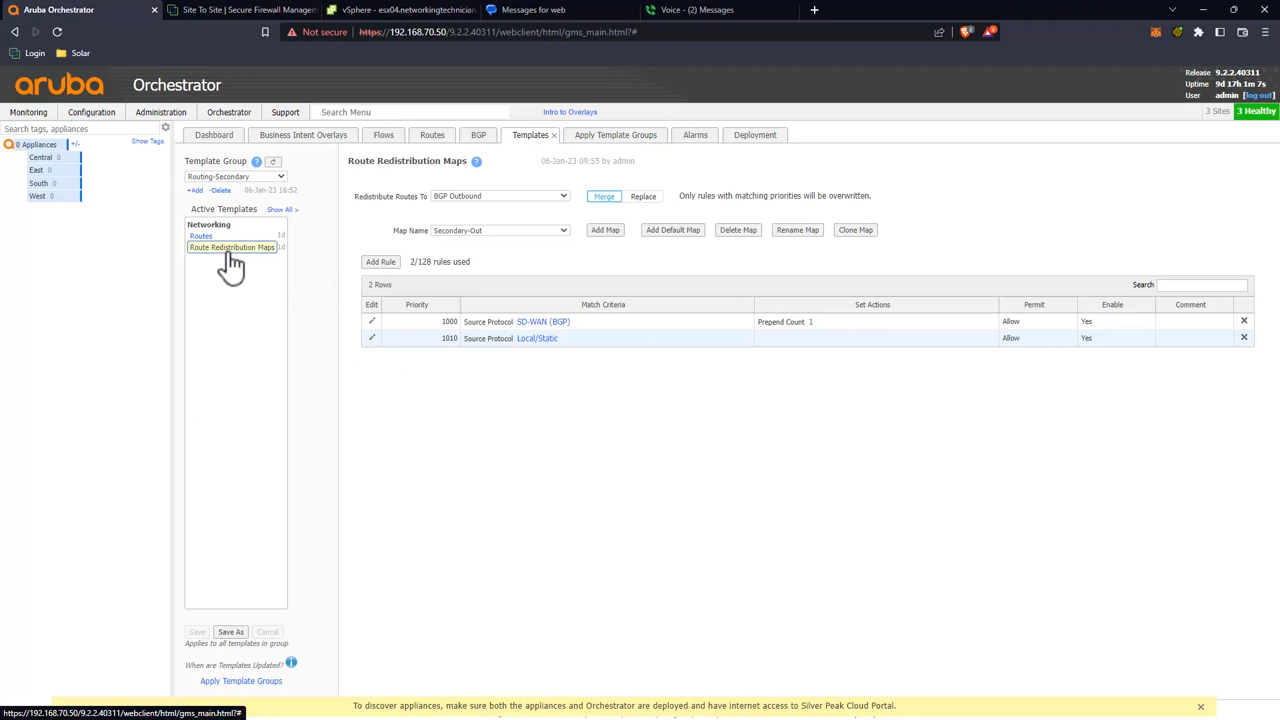 Aruba Orchestrator
Site To Site | Secure Firewall Manageme
vSphere - esx04.networkingtechnician
Messages for web
Voice - (2) Messages
Not secure https://192.168.70.50/9.2.2.40311/webclient/html/gms_main.html?#
Login Solar
aruba Orchestrator
Release 9.2.2.40311
Uptime 9d 17h 1m 7s
User admin [log out]
Monitoring Configuration Administration Orchestrator Support Search Menu Intro to Overlays 3 Sites 3 Healthy
Search tags, appliances
Show Tags
0 Appliances +/-
Central 0
East 0
South 0
West 0
Dashboard Business Intent Overlays Flows Routes BGP Templates Apply Template Groups Alarms Deployment
Template Group ?
Routing-Secondary
+Add -Delete 06-Jan-23 16:52
Active Templates Show All >
Networking
Routes 1d
Route Redistribution Maps 1d
Save Save As Cancel
Applies to all templates in group
When are Templates Updated? i
Apply Template Groups
Route Redistribution Maps ? 06-Jan-23 09:55 by admin
Redistribute Routes To BGP Outbound Merge Replace Only rules with matching priorities will be overwritten.
Map Name Secondary-Out Add Map Add Default Map Delete Map Rename Map Clone Map
Add Rule 2/128 rules used
2 Rows Search
Edit Priority Match Criteria Set Actions Permit Enable Comment
1000 Source Protocol SD-WAN (BGP) Prepend Count 1 Allow Yes
1010 Source Protocol Local/Static Allow Yes
To discover appliances, make sure both the appliances and Orchestrator are deployed and have internet access to Silver Peak Cloud Portal.
https://192.168.70.50/9.2.2.40311/webclient/html/gms_main.html?#